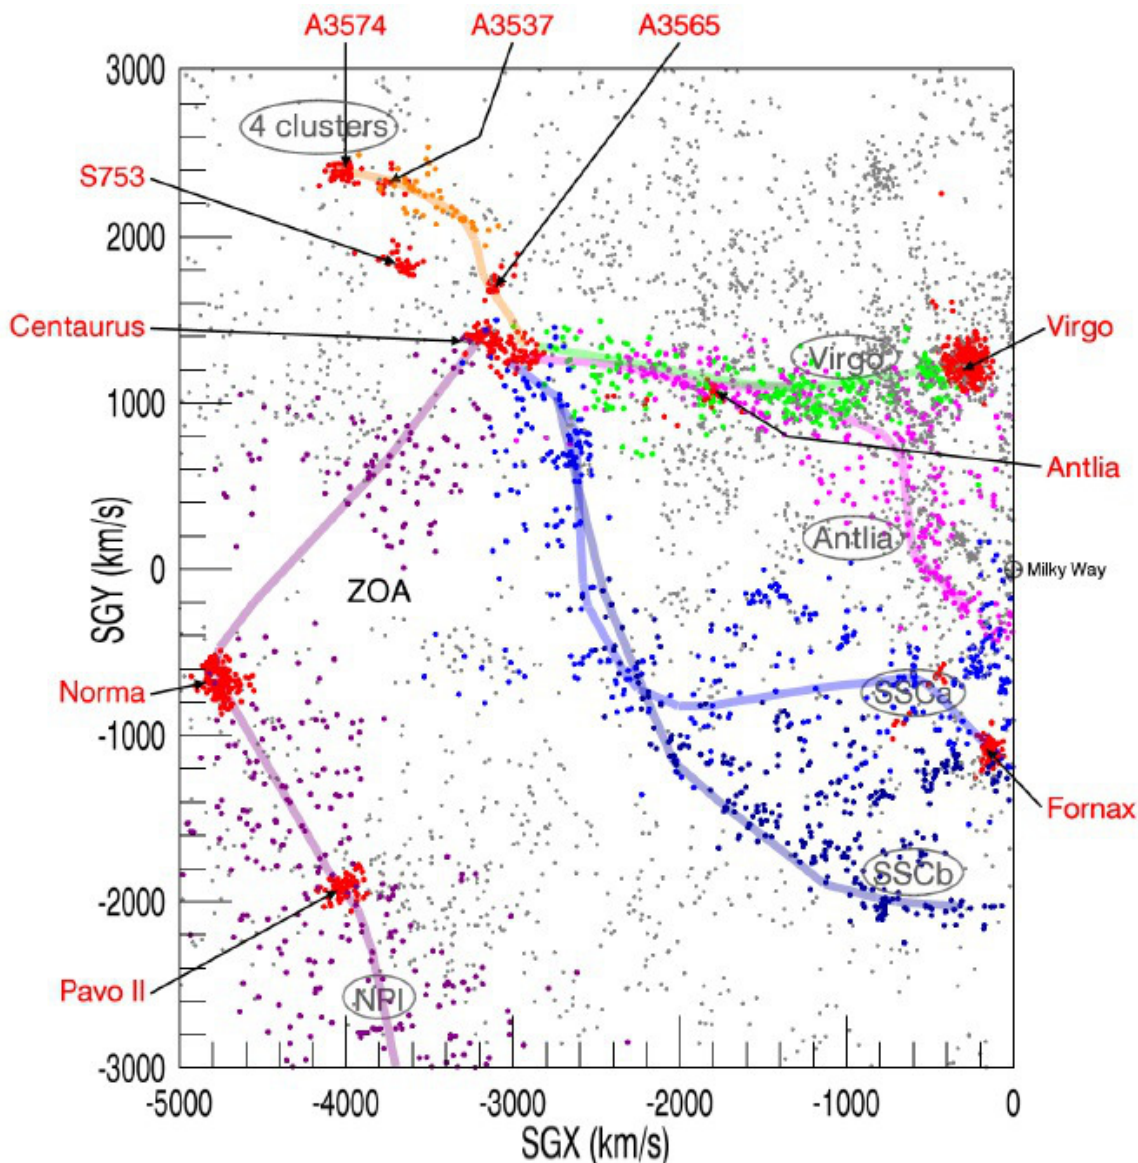 A3574 A3537 A3565
3000
4 clusters
S753
2000
Centaurus
Virgo
Virgo
1000
Antlia
Antlia
SGY (km/s)
0
ZOA
Milky Way
Norma
SSCa
-1000
Fornax
SSCb
-2000
Pavo II
NPI
-3000
-5000 -4000 -3000 -2000 -1000 0
SGX (km/s)